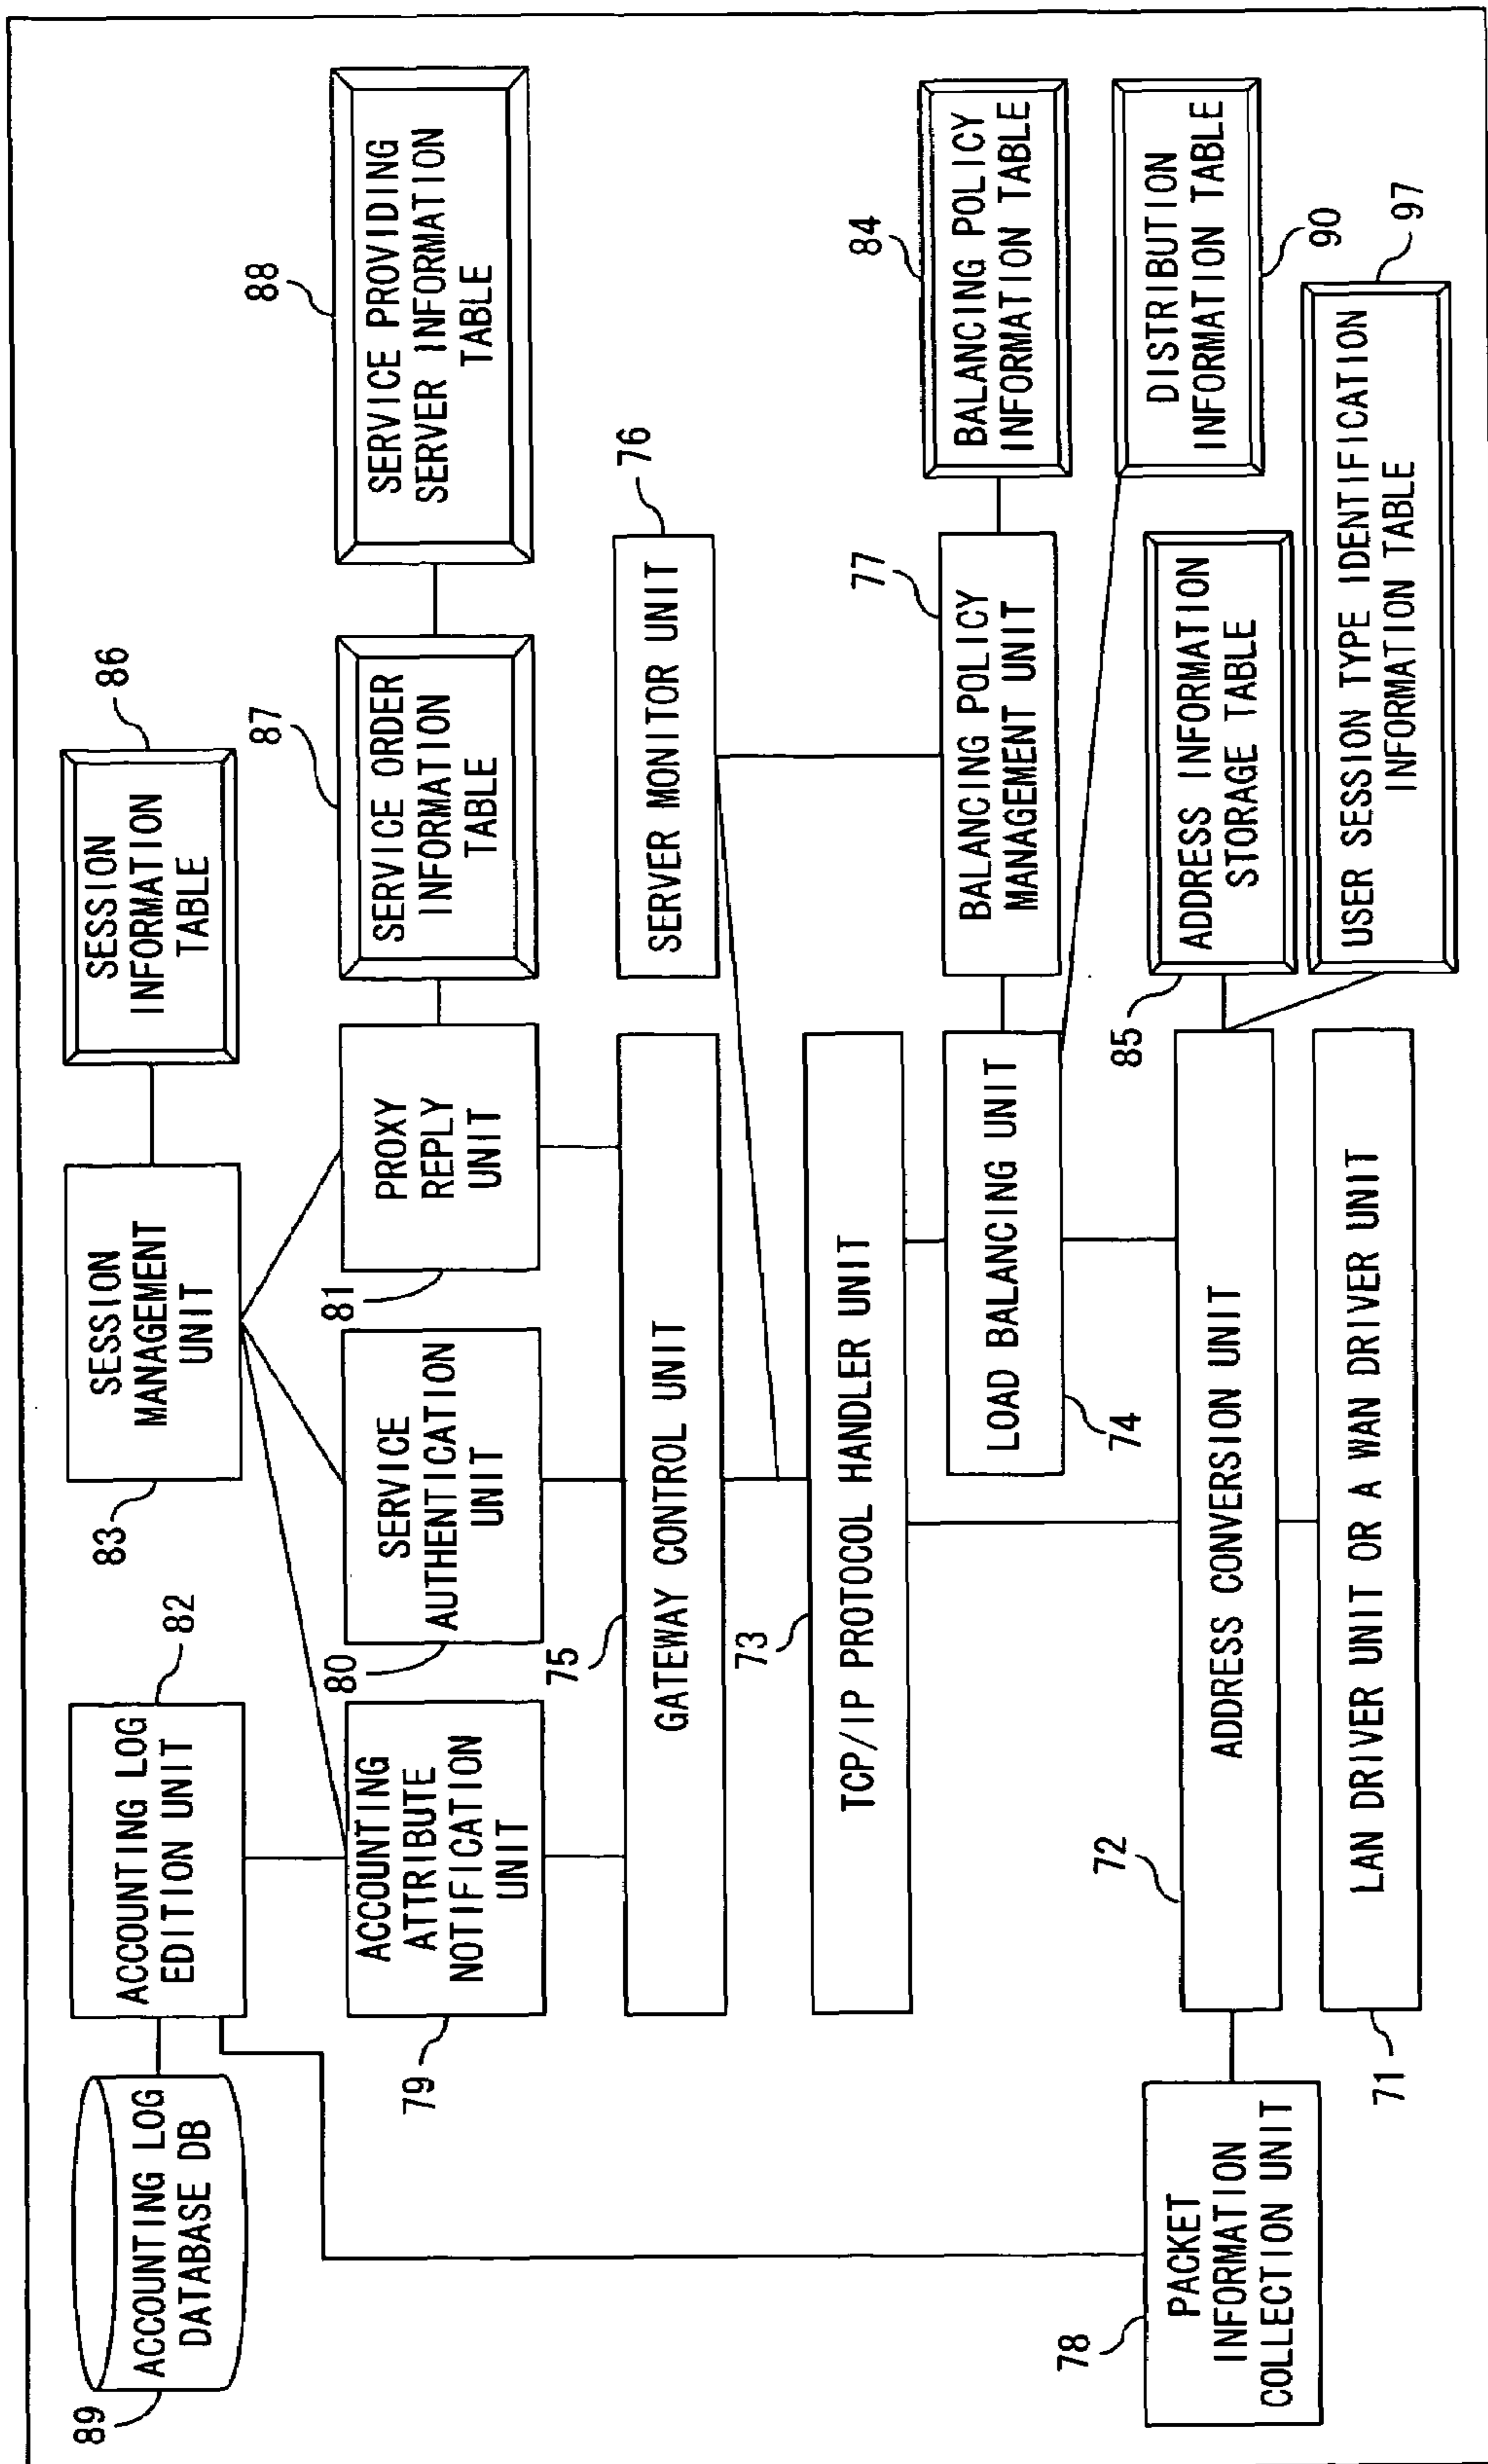 89
ACCOUNTING LOG
DATABASE DB
ACCOUNTING LOG
EDITION UNIT
82
83
SESSION
MANAGEMENT
UNIT
SESSION
INFORMATION
TABLE
86
79
ACCOUNTING
ATTRIBUTE
NOTIFICATION
UNIT
80
SERVICE
AUTHENTICATION
UNIT
81
PROXY
REPLY
UNIT
87
SERVICE ORDER
INFORMATION
TABLE
88
SERVICE PROVIDING
SERVER INFORMATION
TABLE
75
GATEWAY CONTROL UNIT
SERVER MONITOR UNIT
76
73
TCP/IP PROTOCOL HANDLER UNIT
LOAD BALANCING UNIT
74
77
BALANCING POLICY
MANAGEMENT UNIT
84
BALANCING POLICY
INFORMATION TABLE
DISTRIBUTION
INFORMATION TABLE
90
78
PACKET
INFORMATION
COLLECTION UNIT
72
ADDRESS CONVERSION UNIT
85
ADDRESS INFORMATION
STORAGE TABLE
USER SESSION TYPE IDENTIFICATION
INFORMATION TABLE
97
71
LAN DRIVER UNIT OR A WAN DRIVER UNIT